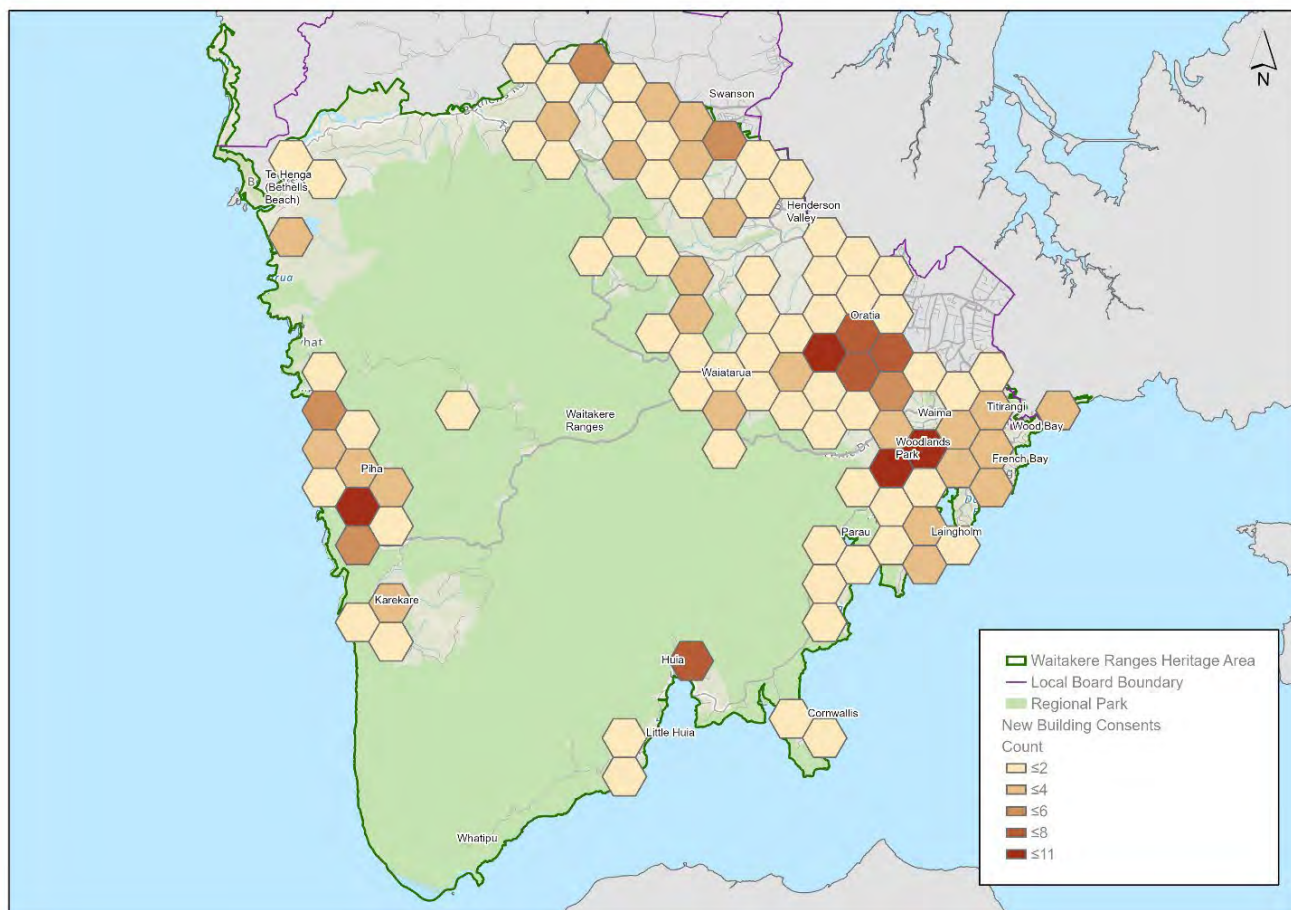 N
Swanson
Te Henga
(Bethells
Beach)
Henderson
Valley
Oratia
Waiatarua
Waitakere
Ranges
Titirangi
Waima
Wood Bay
Woodlands
Park
French Bay
Piha
Parau
Laingholm
Karekare
Huia
Cornwallis
Little Huia
Whatipu
Waitakere Ranges Heritage Area
Local Board Boundary
Regional Park
New Building Consents
Count
≤2
≤4
≤6
≤8
≤11